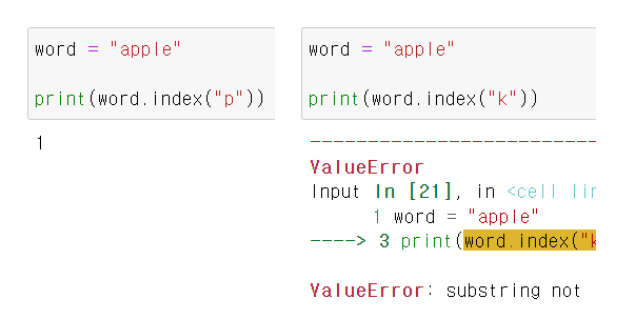 word = "apple"
print(word.index("p"))
1
word = "apple"
print(word.index("k"))
---------------------------
ValueError
Input In [21], in <cell lin
1 word = "apple"
----> 3 print(word.index("k
ValueError: substring not